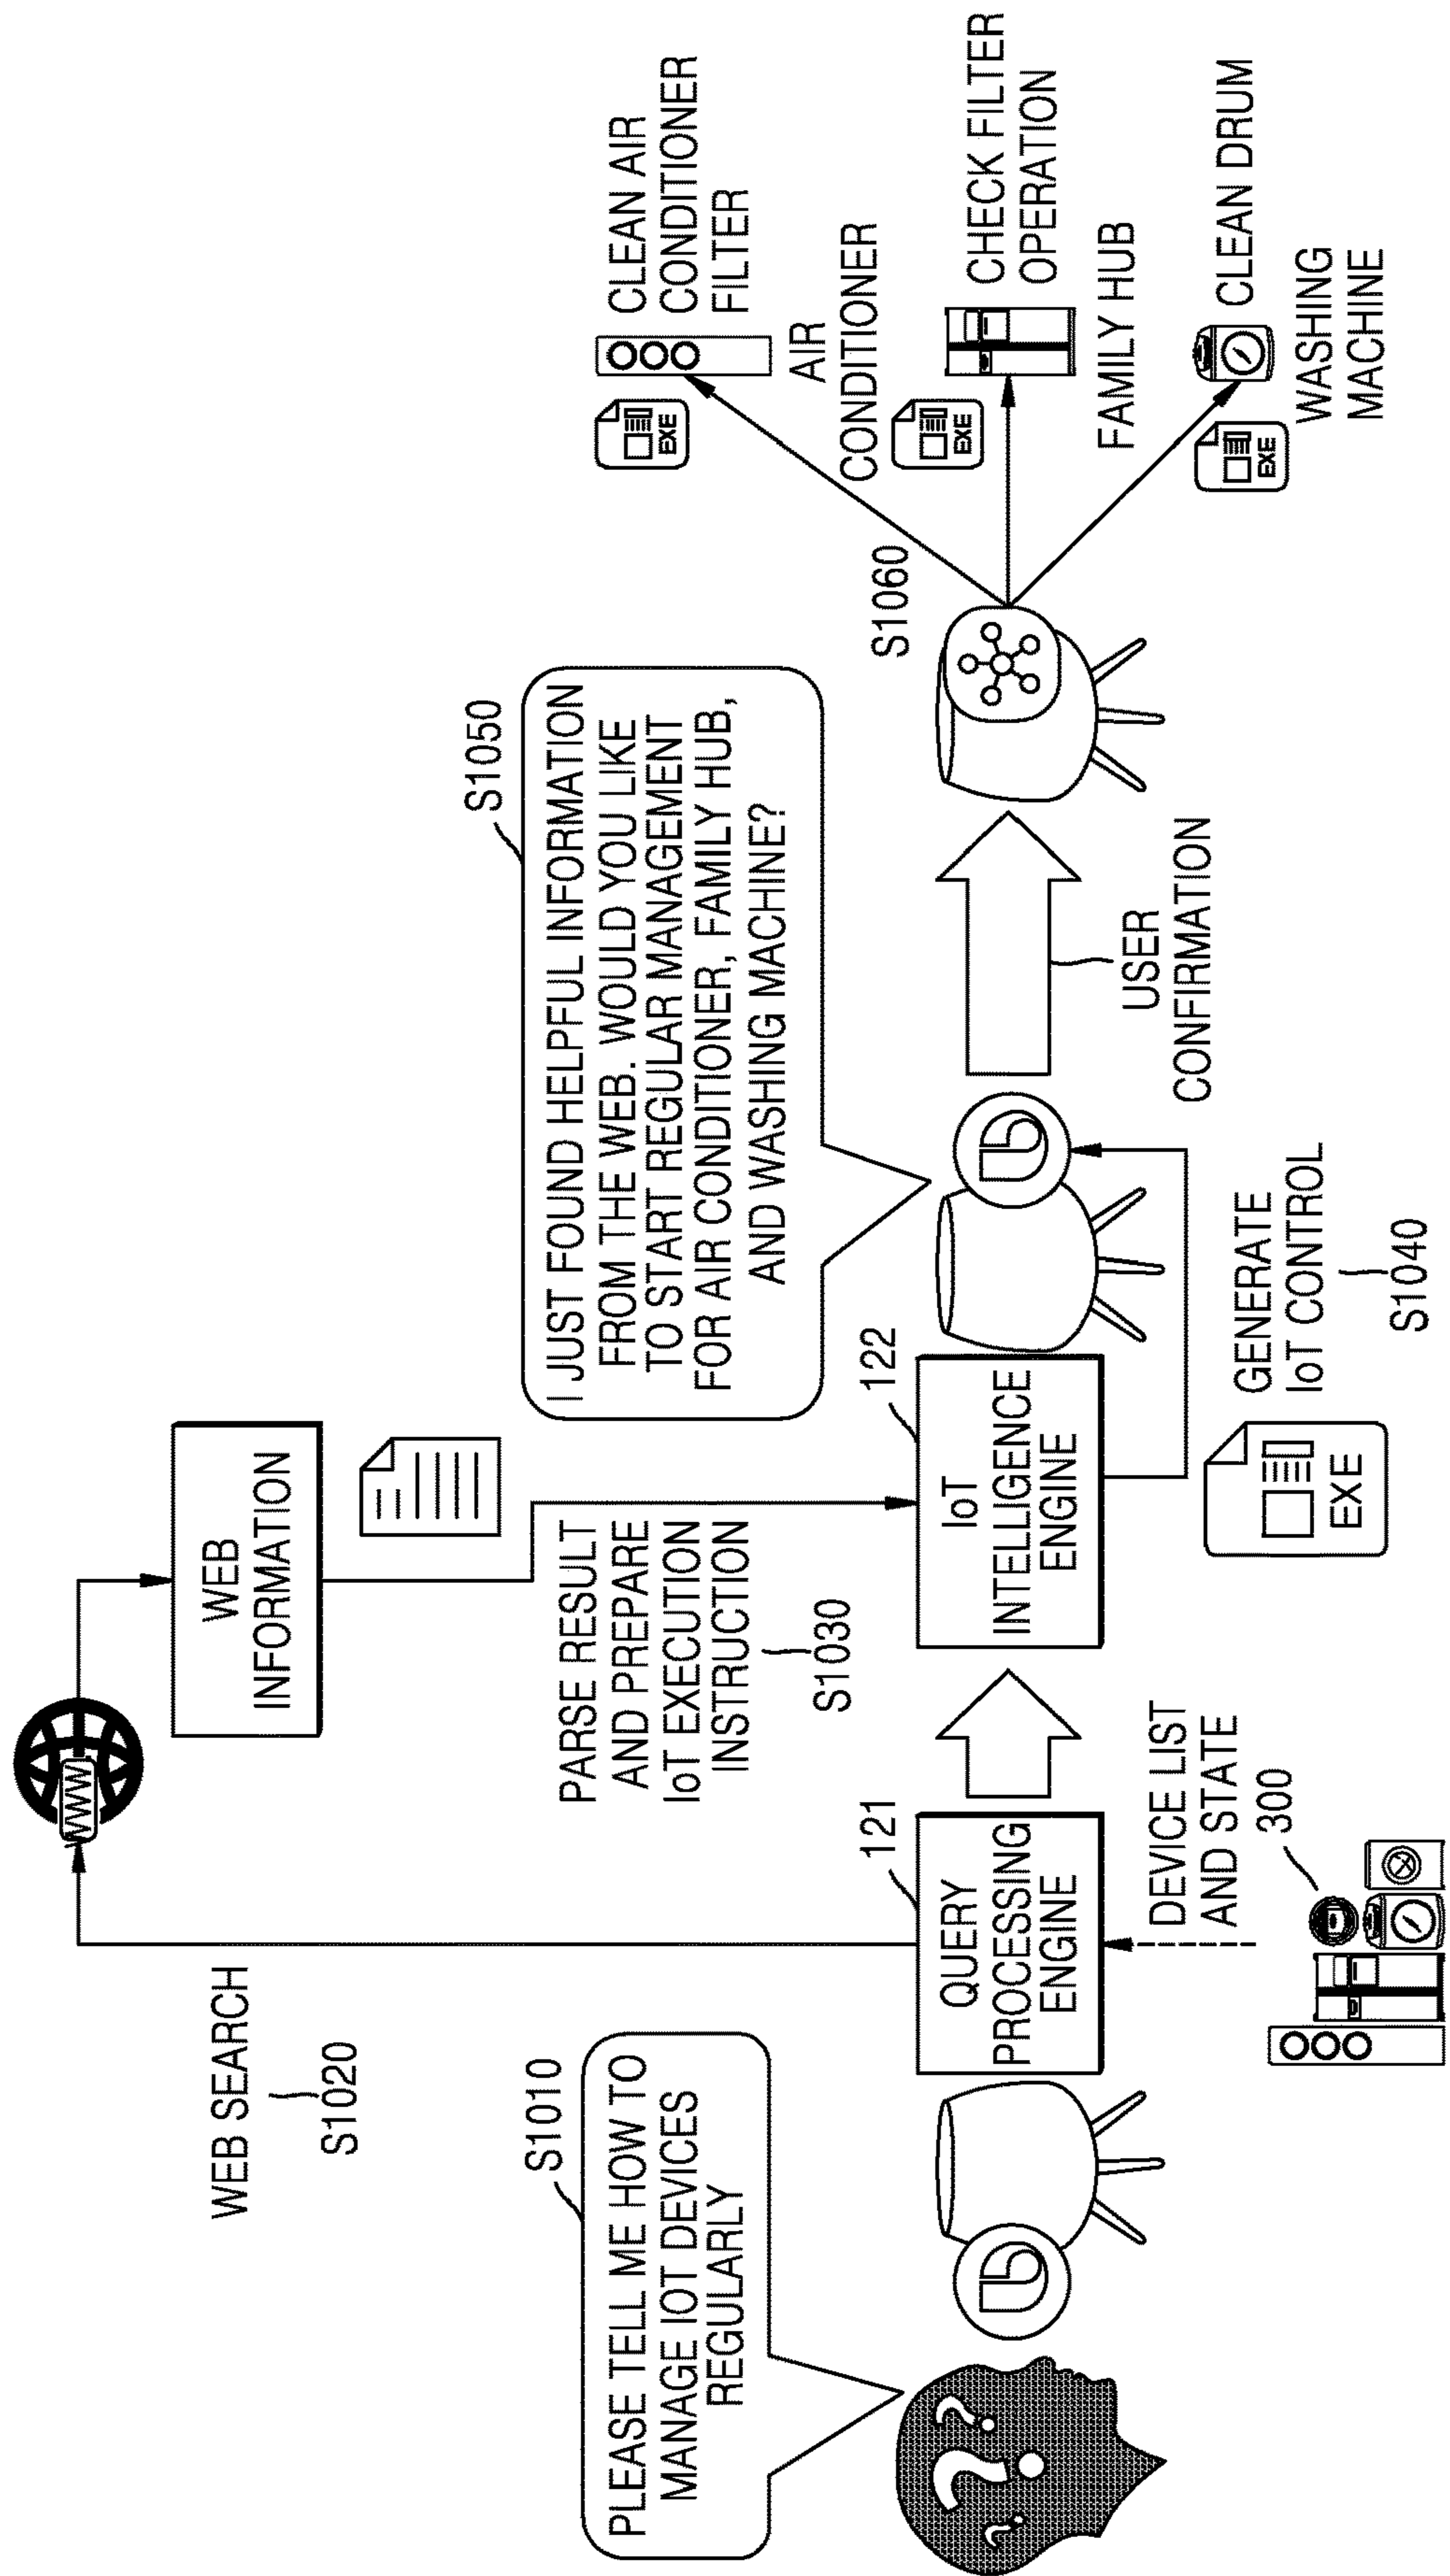 PLEASE TELL ME HOW TO
MANAGE IOT DEVICES
REGULARLY
S1010
WEB SEARCH
S1020
WWW
WEB
INFORMATION
PARSE RESULT
AND PREPARE
IoT EXECUTION
INSTRUCTION
S1030
121
QUERY
PROCESSING
ENGINE
DEVICE LIST
AND STATE
300
122
IoT
INTELLIGENCE
ENGINE
EXE
GENERATE
IoT CONTROL
S1040
S1050
I JUST FOUND HELPFUL INFORMATION
FROM THE WEB. WOULD YOU LIKE
TO START REGULAR MANAGEMENT
FOR AIR CONDITIONER, FAMILY HUB,
AND WASHING MACHINE?
USER
CONFIRMATION
S1060
EXE
CLEAN AIR
CONDITIONER
FILTER
AIR
CONDITIONER
EXE
CHECK FILTER
OPERATION
FAMILY HUB
EXE
CLEAN DRUM
WASHING
MACHINE